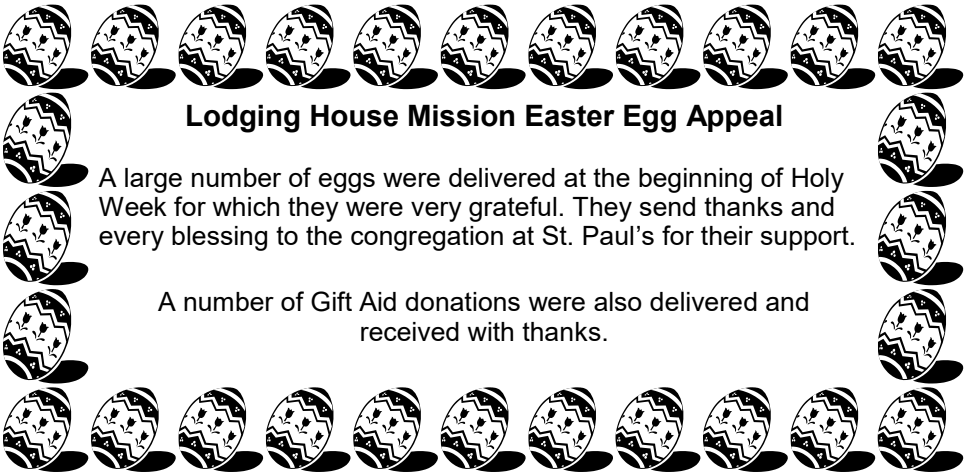 Lodging House Mission Easter Egg Appeal
A large number of eggs were delivered at the beginning of Holy
Week for which they were very grateful. They send thanks and
every blessing to the congregation at St. Paul’s for their support.
A number of Gift Aid donations were also delivered and
received with thanks.